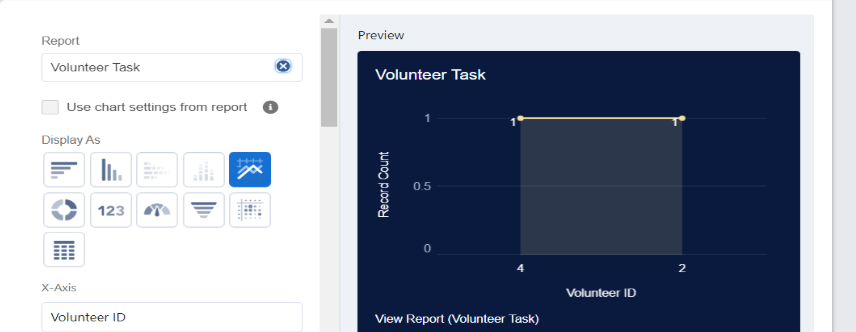 Report
Volunteer Task
Use chart settings from report
Display As
123
X-Axis
Volunteer ID
Preview
Volunteer Task
1
0.5
0
Record Count
1
1
4
2
Volunteer ID
View Report (Volunteer Task)